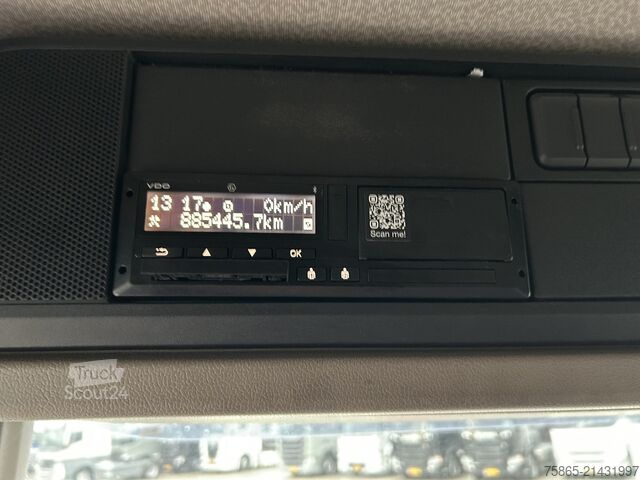 VDO
13 17 0km/h
885445.7km
OK
Scan me!
Truck
Scout24
75865-21431997